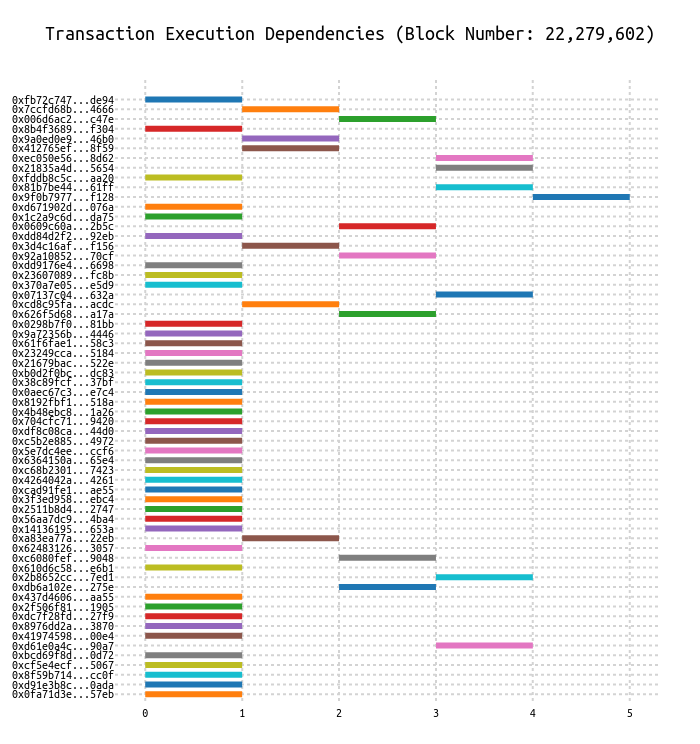 Transaction Execution Dependencies (Block Number: 22,279,602)
0xfb72c747...de94
0x7ccfd68b...4666
0x006d6ac2...c47e
0x8b4f3689...f304
0x9a0ed0e9...46b0
0x412765ef...8f59
0xec050e56...8d62
0x21835a4d...5654
0xfddb8c5c...aa20
0x81b7be44...61ff
0x9f0b7977...f128
0xd671902d...076a
0x1c2a9c6d...da75
0x0609c60a...2b5c
0xdd84d2f2...92eb
0x3d4c16af...f156
0x92a10852...70cf
0xdd9176e4...6698
0x23607089...fc8b
0x370a7e05...e5d9
0x07137c04...632a
0xcd8c95fa...acdc
0x626f5d68...a17a
0x0298b7f0...81bb
0x9a72356b...4446
0x61f6fae1...58c3
0x23249cca...5184
0x21679bac...522e
0xb0d2f0bc...dc83
0x38c89fcf...37bf
0x0aec67c3...e7c4
0x8192fbf1...518a
0x4b48ebc8...1a26
0x704cfc71...9420
0xdf8c08ca...44d0
0xc5b2e885...4972
0x5e7dc4ee...ccf6
0x6364150a...65e4
0xc68b2301...7423
0x4264042a...4261
0xcad91fe1...ae55
0x3f3ed958...ebc4
0x2511b8d4...2747
0x56aa7dc9...4ba4
0x14136195...653a
0xa83ea77a...22eb
0x62483126...3057
0xc6080fef...9048
0x610d6c58...e6b1
0x2b8652cc...7ed1
0xdb6a102e...275e
0x437d4606...aa55
0x2f506f81...1905
0xdc7f28fd...27f9
0x8976dd2a...3870
0x41974598...00e4
0xd61e0a4c...90a7
0xbcd69f8d...0d72
0xcf5e4ecf...5067
0x8f59b714...cc0f
0xd91e3b8c...0ada
0x0fa71d3e...57eb
0 1 2 3 4 5